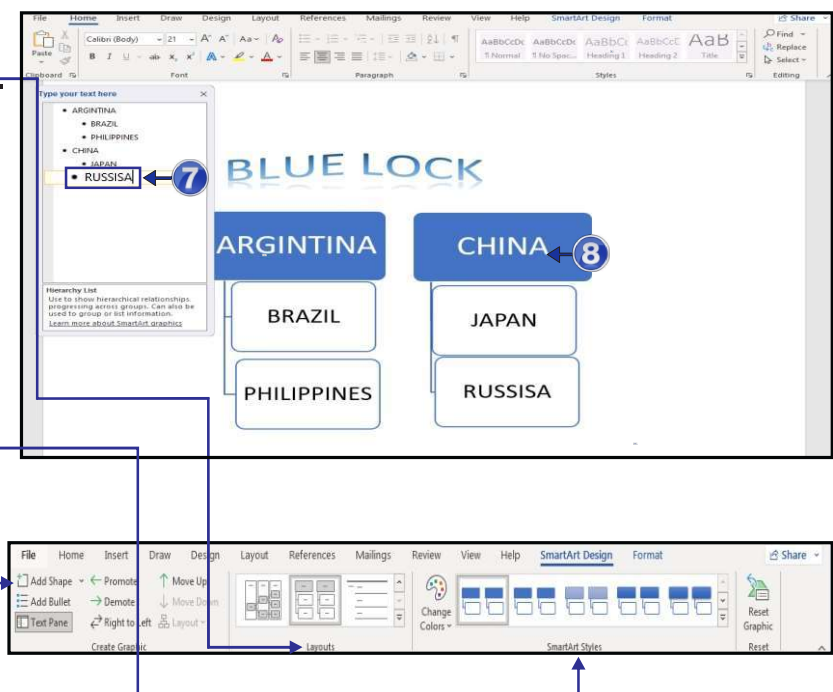 File Home Insert Draw Design Layout References Mailings Review View Help SmartArt Design Format Share
Calibri (Body) 21 A^ A˅ Aa A
Paste B I U ab x, x² A A
AaBbCcDc AaBbCcDc AaBbCc AaBbCcC AaB
¶ Normal ¶ No Spac... Heading 1 Heading 2 Title
Find
Replace
Select
Clipboard Font Paragraph Styles Editing
Type your text here ×
• ARGINTINA
• BRAZIL
• PHILIPPINES
• CHINA
• JAPAN
• RUSSISA
7
Hierarchy List
Use to show hierarchical relationships
progressing across groups. Can also be
used to group or list information.
Learn more about SmartArt graphics
BLUE LOCK
ARGINTINA
CHINA
8
BRAZIL
JAPAN
PHILIPPINES
RUSSISA
File Home Insert Draw Design Layout References Mailings Review View Help SmartArt Design Format Share
Add Shape Promote Move Up
Add Bullet Demote Move Down
Text Pane Right to Left Layout
Change
Colors
Reset
Graphic
Create Graphic Layouts SmartArt Styles Reset